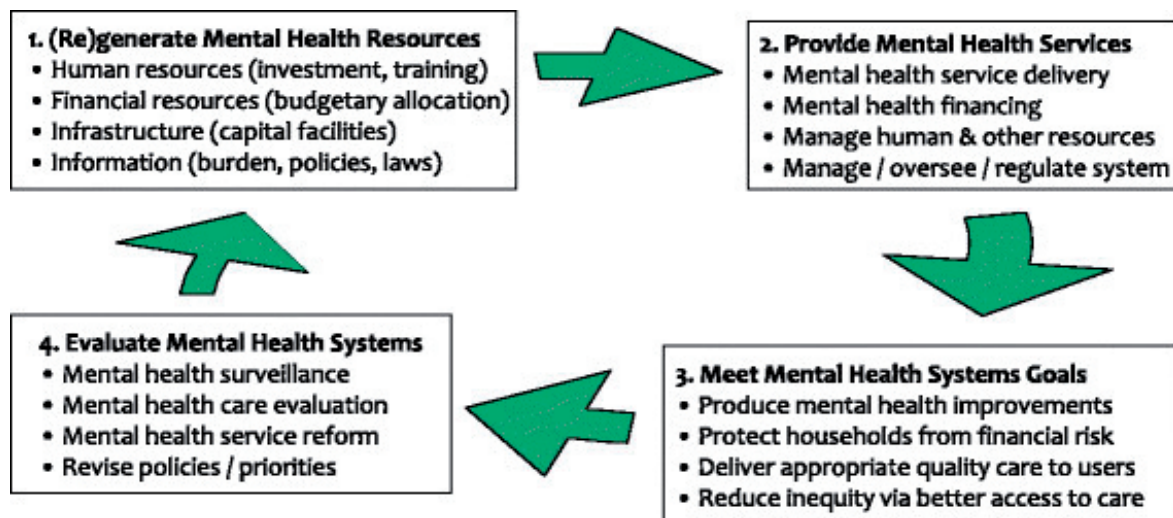 1. (Re)generate Mental Health Resources
• Human resources (investment, training)
• Financial resources (budgetary allocation)
• Infrastructure (capital facilities)
• Information (burden, policies, laws)
2. Provide Mental Health Services
• Mental health service delivery
• Mental health financing
• Manage human & other resources
• Manage / oversee / regulate system
3. Meet Mental Health Systems Goals
• Produce mental health improvements
• Protect households from financial risk
• Deliver appropriate quality care to users
• Reduce inequity via better access to care
4. Evaluate Mental Health Systems
• Mental health surveillance
• Mental health care evaluation
• Mental health service reform
• Revise policies / priorities